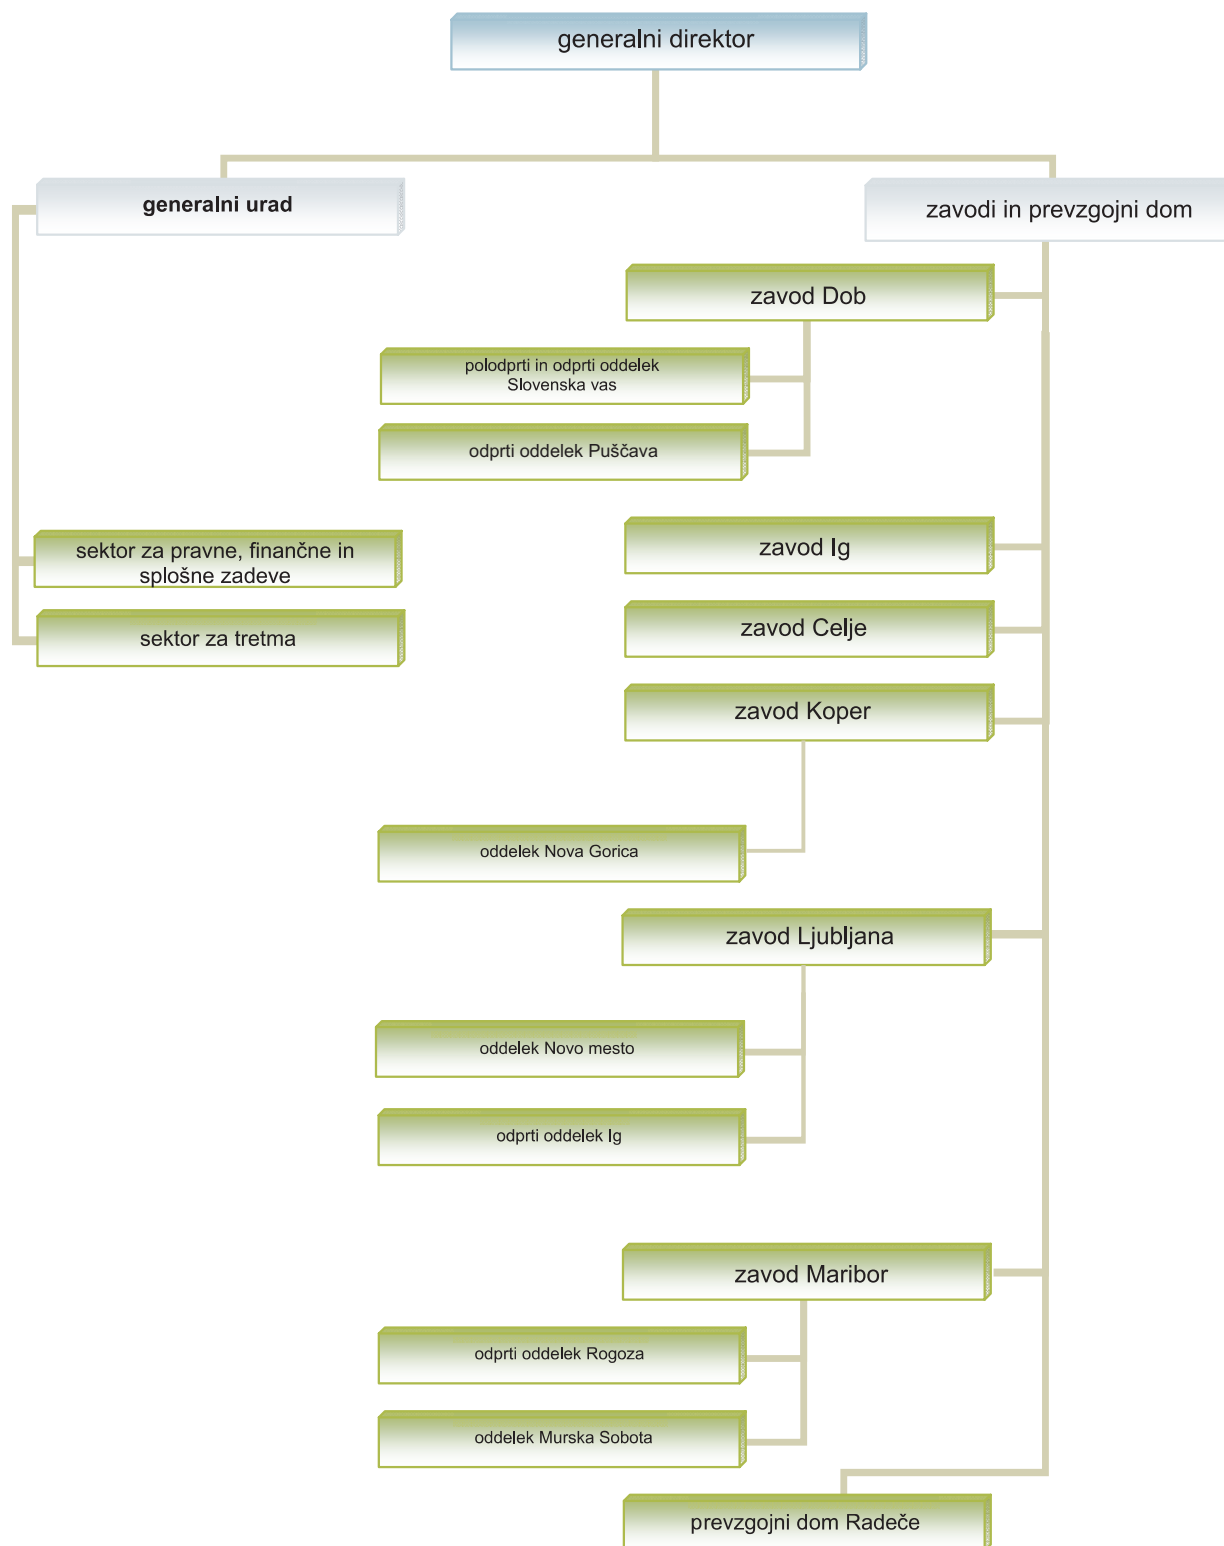 generalni direktor
generalni urad
zavodi in prevzgojni dom
zavod Dob
polodprti in odprti oddelek
Slovenska vas
odprti oddelek Puščava
sektor za pravne, finančne in
splošne zadeve
zavod Ig
zavod Celje
sektor za tretma
zavod Koper
oddelek Nova Gorica
zavod Ljubljana
oddelek Novo mesto
odprti oddelek Ig
zavod Maribor
odprti oddelek Rogoza
oddelek Murska Sobota
prevzgojni dom Radeče